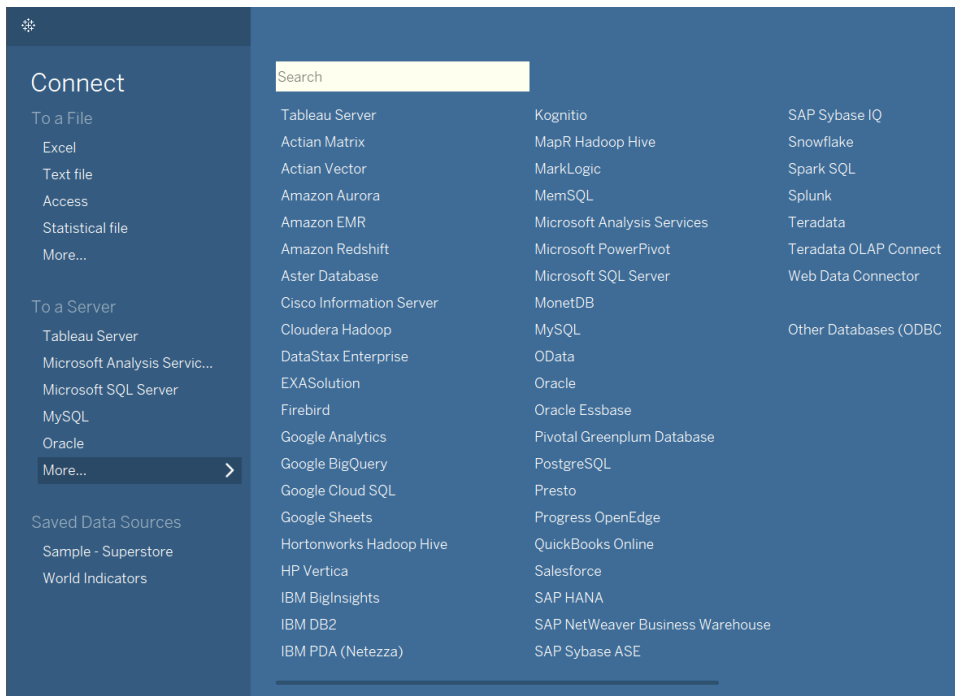 Connect
To a File
Excel
Text file
Access
Statistical file
More...
To a Server
Tableau Server
Microsoft Analysis Servic...
Microsoft SQL Server
MySQL
Oracle
More...
Saved Data Sources
Sample - Superstore
World Indicators
Search
Tableau Server
Actian Matrix
Actian Vector
Amazon Aurora
Amazon EMR
Amazon Redshift
Aster Database
Cisco Information Server
Cloudera Hadoop
DataStax Enterprise
EXASolution
Firebird
Google Analytics
Google BigQuery
Google Cloud SQL
Google Sheets
Hortonworks Hadoop Hive
HP Vertica
IBM BigInsights
IBM DB2
IBM PDA (Netezza)
Kognitio
MapR Hadoop Hive
MarkLogic
MemSQL
Microsoft Analysis Services
Microsoft PowerPivot
Microsoft SQL Server
MonetDB
MySQL
OData
Oracle
Oracle Essbase
Pivotal Greenplum Database
PostgreSQL
Presto
Progress OpenEdge
QuickBooks Online
Salesforce
SAP HANA
SAP NetWeaver Business Warehouse
SAP Sybase ASE
SAP Sybase IQ
Snowflake
Spark SQL
Splunk
Teradata
Teradata OLAP Connect
Web Data Connector
Other Databases (ODBC